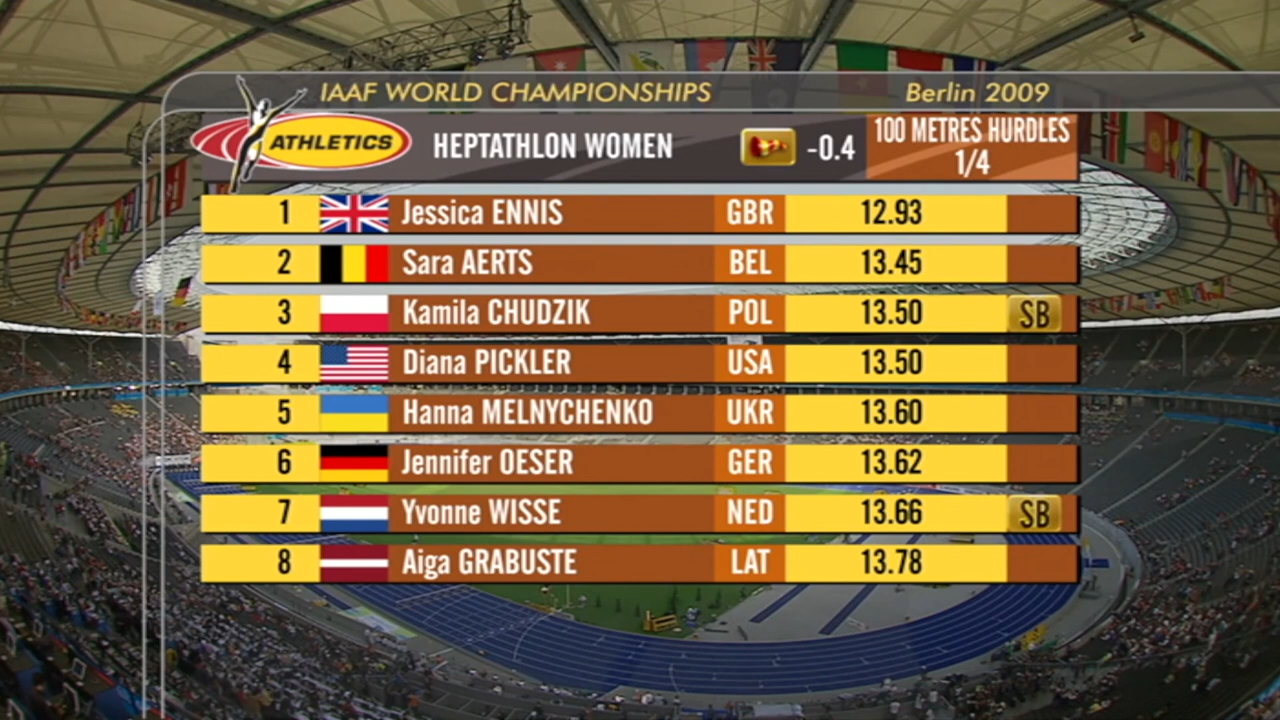 IAAF WORLD CHAMPIONSHIPS Berlin 2009
ATHLETICS HEPTATHLON WOMEN -0.4 100 METRES HURDLES
1/4
1 Jessica ENNIS GBR 12.93
2 Sara AERTS BEL 13.45
3 Kamila CHUDZIK POL 13.50 SB
4 Diana PICKLER USA 13.50
5 Hanna MELNYCHENKO UKR 13.60
6 Jennifer OESER GER 13.62
7 Yvonne WISSE NED 13.66 SB
8 Aiga GRABUSTE LAT 13.78